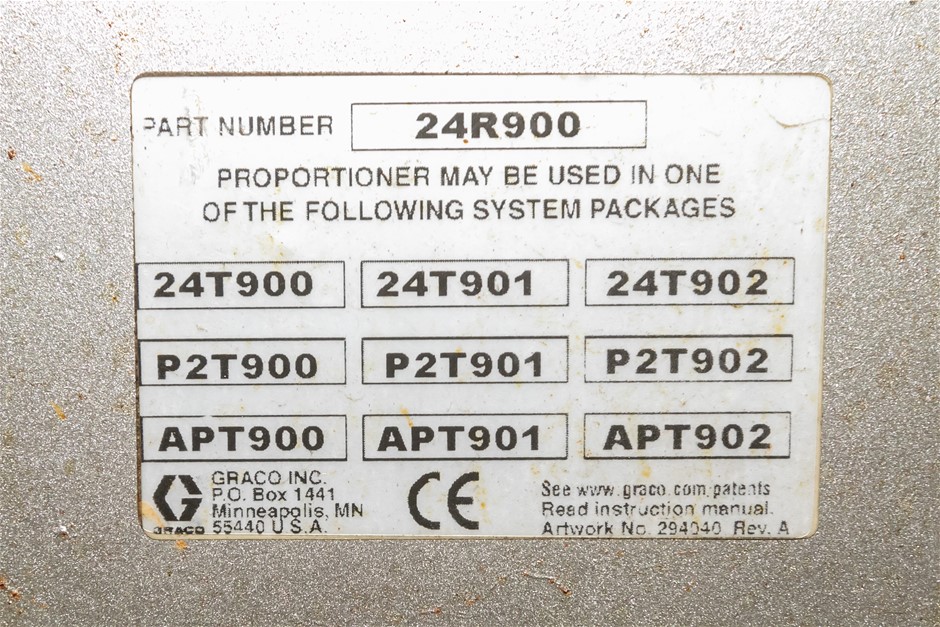 PART NUMBER 24R900
PROPORTIONER MAY BE USED IN ONE
OF THE FOLLOWING SYSTEM PACKAGES
24T900 24T901 24T902
P2T900 P2T901 P2T902
APT900 APT901 APT902
GRACO INC.
P.O. Box 1441
Minneapolis, MN
55440 U.S.A.
GRACO
CE
See www.graco.com/patents
Read instruction manual.
Artwork No. 294040 Rev. A